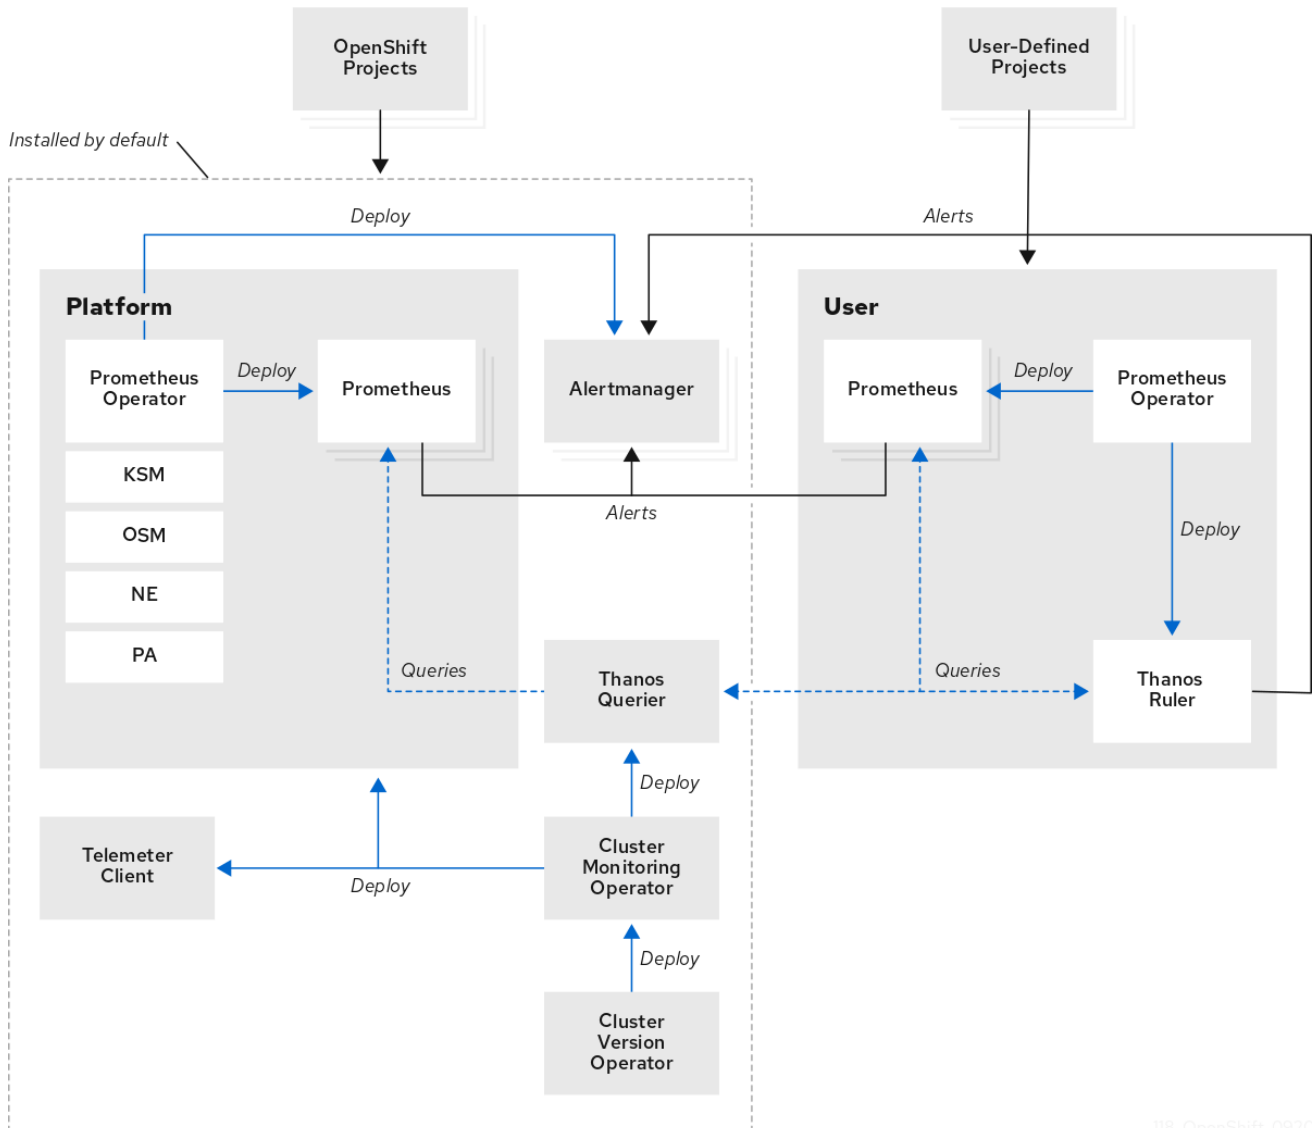 OpenShift
Projects
User-Defined
Projects
Installed by default
Deploy
Alerts
Platform
User
Prometheus
Operator
Deploy
Prometheus
Alertmanager
Prometheus
Deploy
Prometheus
Operator
KSM
OSM
NE
PA
Alerts
Deploy
Queries
Thanos
Querier
Queries
Thanos
Ruler
Deploy
Telemeter
Client
Deploy
Cluster
Monitoring
Operator
Deploy
Cluster
Version
Operator